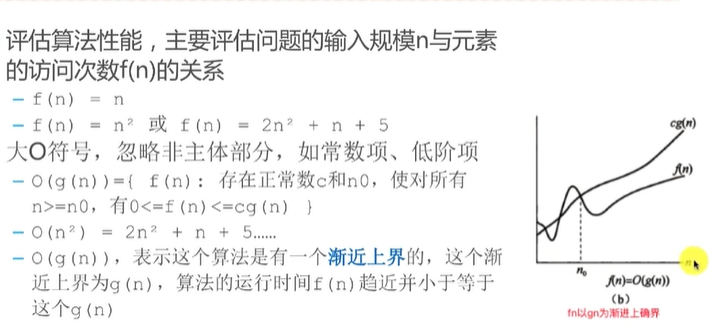 评估算法性能，主要评估问题的输入规模n与元素
的访问次数f(n)的关系
– f(n) = n
– f(n) = n² 或 f(n) = 2n² + n + 5
大O符号，忽略非主体部分，如常数项、低阶项
– O(g(n))={ f(n): 存在正常数c和n0，使对所有
n>=n0，有0<=f(n)<=cg(n) }
– O(n²) = 2n² + n + 5……
– O(g(n))，表示这个算法是有一个渐近上界的，这个渐
近上界为g(n)，算法的运行时间f(n)趋近并小于等于
这个g(n)
cg(n)
f(n)
n
n₀
f(n)=O(g(n))
(b)
fn以gn为渐进上确界